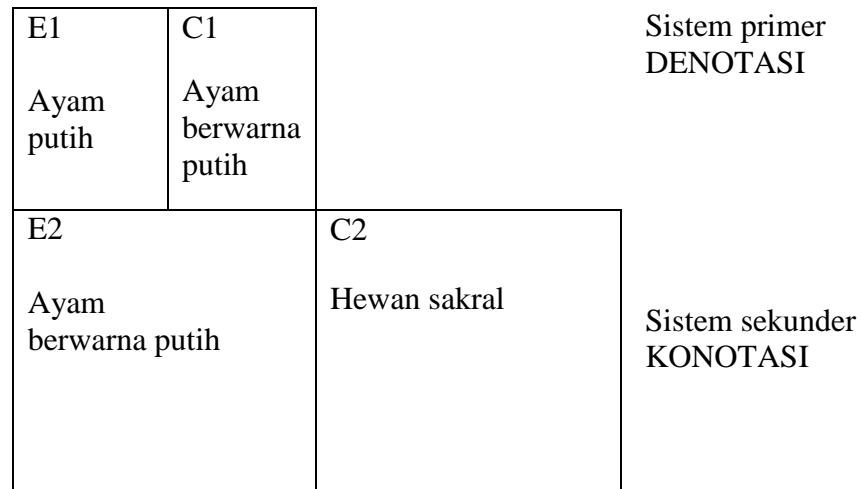 E1
Ayam
putih
C1
Ayam
berwarna
putih
Sistem primer
DENOTASI
E2
Ayam
berwarna putih
C2
Hewan sakral
Sistem sekunder
KONOTASI